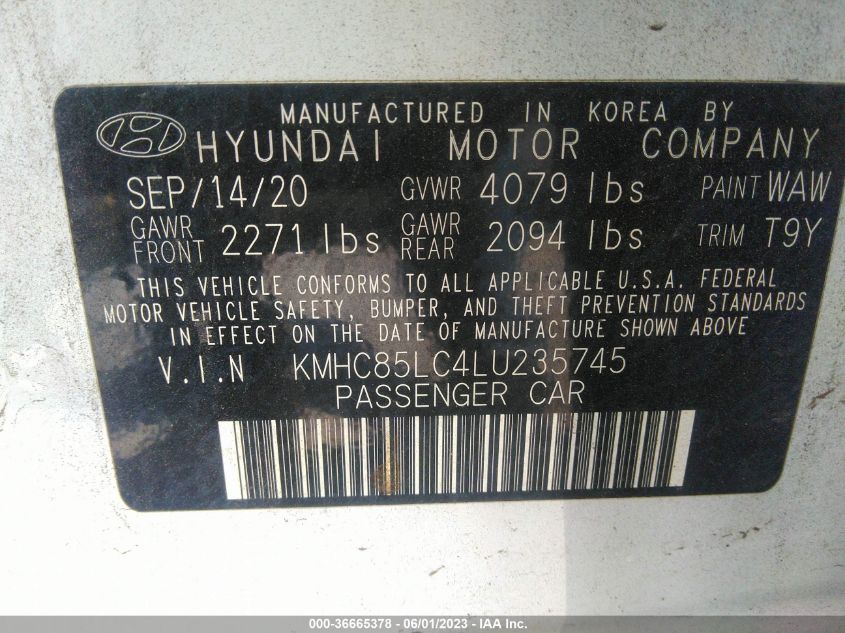 MANUFACTURED IN KOREA BY
HYUNDAI MOTOR COMPANY
SEP/14/20 GVWR 4079 lbs PAINT WAW
GAWR FRONT 2271 lbs GAWR REAR 2094 lbs TRIM T9Y
THIS VEHICLE CONFORMS TO ALL APPLICABLE U.S.A. FEDERAL
MOTOR VEHICLE SAFETY, BUMPER, AND THEFT PREVENTION STANDARDS
IN EFFECT ON THE DATE OF MANUFACTURE SHOWN ABOVE
V.I.N KMHC85LC4LU235745
PASSENGER CAR
000-36665378 - 06/01/2023 - IAA Inc.